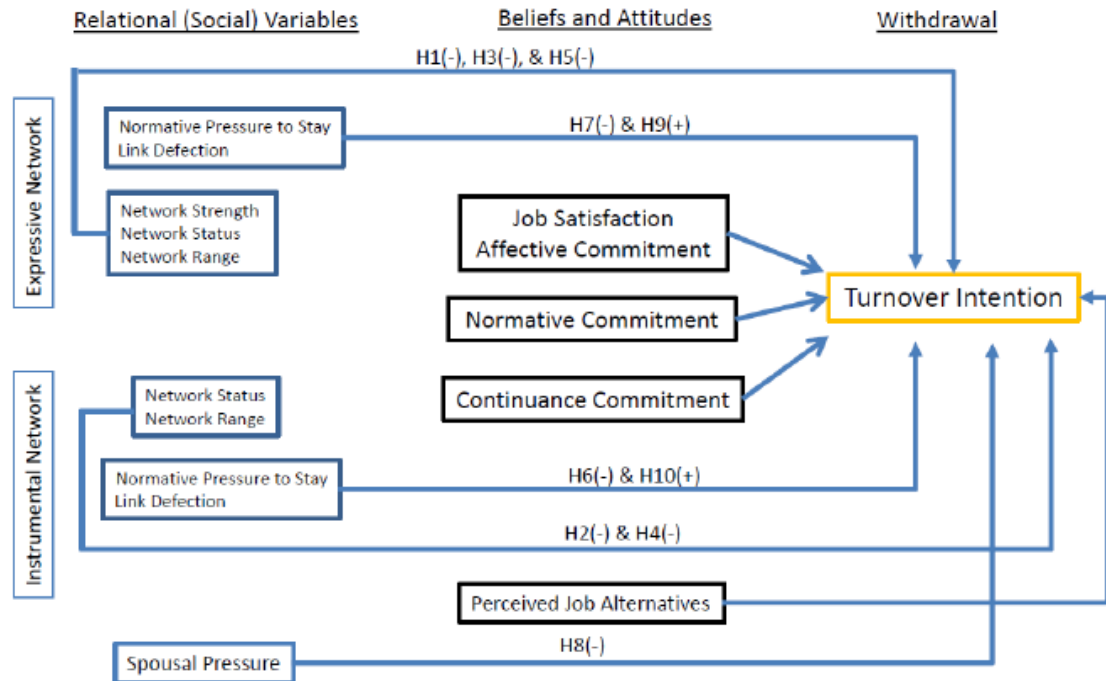 Relational (Social) Variables
Beliefs and Attitudes
Withdrawal
H1(-), H3(-), & H5(-)
Expressive Network
Normative Pressure to Stay
Link Defection
H7(-) & H9(+)
Network Strength
Network Status
Network Range
Job Satisfaction
Affective Commitment
Turnover Intention
Normative Commitment
Instrumental Network
Network Status
Network Range
Continuance Commitment
Normative Pressure to Stay
Link Defection
H6(-) & H10(+)
H2(-) & H4(-)
Perceived Job Alternatives
H8(-)
Spousal Pressure